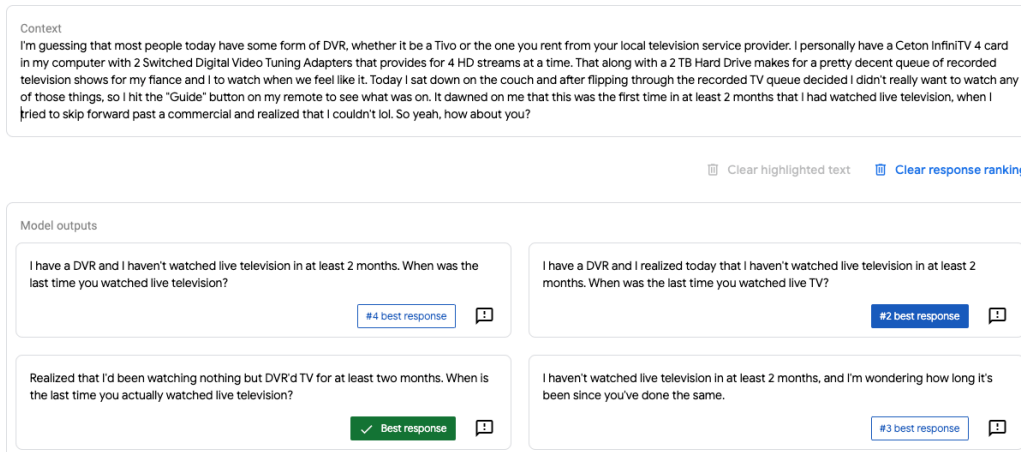 Context
I'm guessing that most people today have some form of DVR, whether it be a Tivo or the one you rent from your local television service provider. I personally have a Ceton InfiniTV 4 card
in my computer with 2 Switched Digital Video Tuning Adapters that provides for 4 HD streams at a time. That along with a 2 TB Hard Drive makes for a pretty decent queue of recorded
television shows for my fiance and I to watch when we feel like it. Today I sat down on the couch and after flipping through the recorded TV queue decided I didn't really want to watch any
of those things, so I hit the "Guide" button on my remote to see what was on. It dawned on me that this was the first time in at least 2 months that I had watched live television, when I
tried to skip forward past a commercial and realized that I couldn't lol. So yeah, how about you?
Clear highlighted text
Clear response ranking
Model outputs
I have a DVR and I haven't watched live television in at least 2 months. When was the
last time you watched live television?
#4 best response
I have a DVR and I realized today that I haven't watched live television in at least 2
months. When was the last time you watched live TV?
#2 best response
Realized that I'd been watching nothing but DVR'd TV for at least two months. When is
the last time you actually watched live television?
Best response
I haven't watched live television in at least 2 months, and I'm wondering how long it's
been since you've done the same.
#3 best response